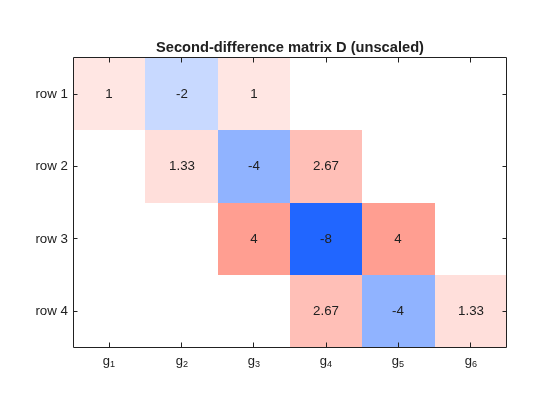 Second-difference matrix D (unscaled)
row 1 1 -2 1
row 2 1.33 -4 2.67
row 3 4 -8 4
row 4 2.67 -4 1.33
g₁ g₂ g₃ g₄ g₅ g₆